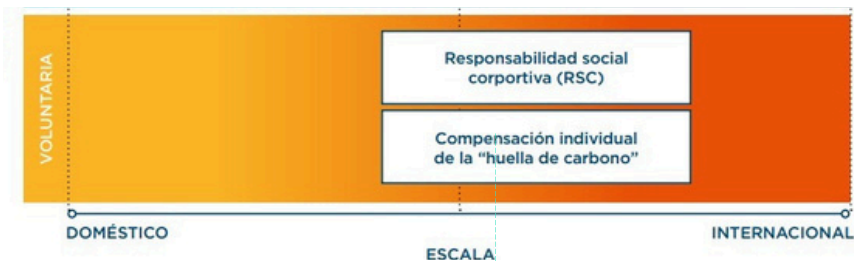 VOLUNTARIA
Responsabilidad social
corportiva (RSC)
Compensación individual
de la “huella de carbono”
DOMÉSTICO
INTERNACIONAL
ESCALA